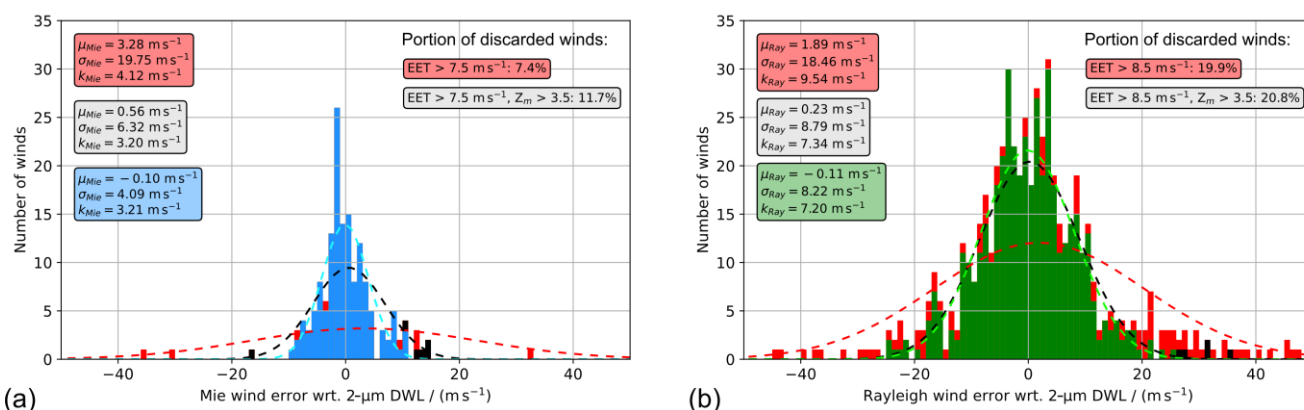 35
30
25
20
15
10
5
0
Number of winds
μMie = 3.28 m s⁻¹
σMie = 19.75 m s⁻¹
kMie = 4.12 m s⁻¹
μMie = 0.56 m s⁻¹
σMie = 6.32 m s⁻¹
kMie = 3.20 m s⁻¹
μMie = − 0.10 m s⁻¹
σMie = 4.09 m s⁻¹
kMie = 3.21 m s⁻¹
Portion of discarded winds:
EET > 7.5 m s⁻¹: 7.4%
EET > 7.5 m s⁻¹, Zm > 3.5: 11.7%
−40 −20 0 20 40
(a) Mie wind error wrt. 2-μm DWL / (m s⁻¹)
35
30
25
20
15
10
5
0
Number of winds
μRay = 1.89 m s⁻¹
σRay = 18.46 m s⁻¹
kRay = 9.54 m s⁻¹
μRay = 0.23 m s⁻¹
σRay = 8.79 m s⁻¹
kRay = 7.34 m s⁻¹
μRay = − 0.11 m s⁻¹
σRay = 8.22 m s⁻¹
kRay = 7.20 m s⁻¹
Portion of discarded winds:
EET > 8.5 m s⁻¹: 19.9%
EET > 8.5 m s⁻¹, Zm > 3.5: 20.8%
−40 −20 0 20 40
(b) Rayleigh wind error wrt. 2-μm DWL / (m s⁻¹)